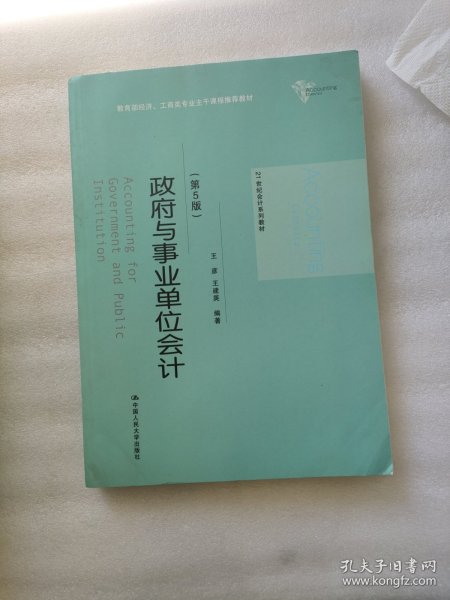 教育部经济、工商类专业主干课程推荐教材
Accounting
21世纪会计系列教材
ACCOUNTING
(第5版)
政府与事业单位会计
Accounting for
Government and Public
Institution
王彦 王建英 编著
中国人民大学出版社
孔夫子旧书网
www.kongfz.com